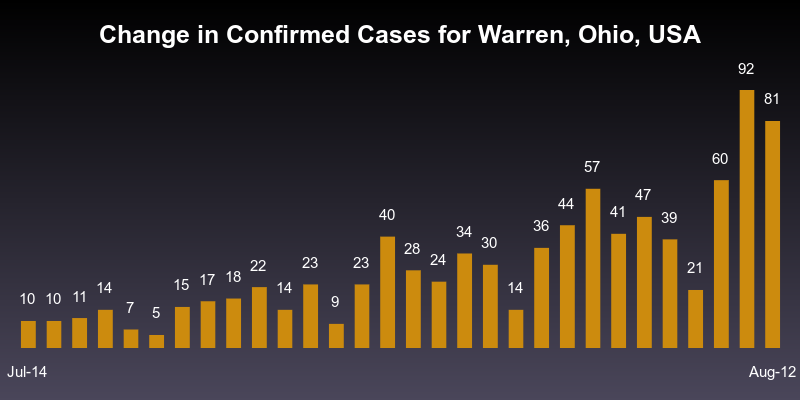 Change in Confirmed Cases for Warren, Ohio, USA
10 10 11 14 7 5 15 17 18 22 14 23 9 23 40 28 24 34 30 14 36 44 57 41 47 39 21 60 92 81
Jul-14 Aug-12